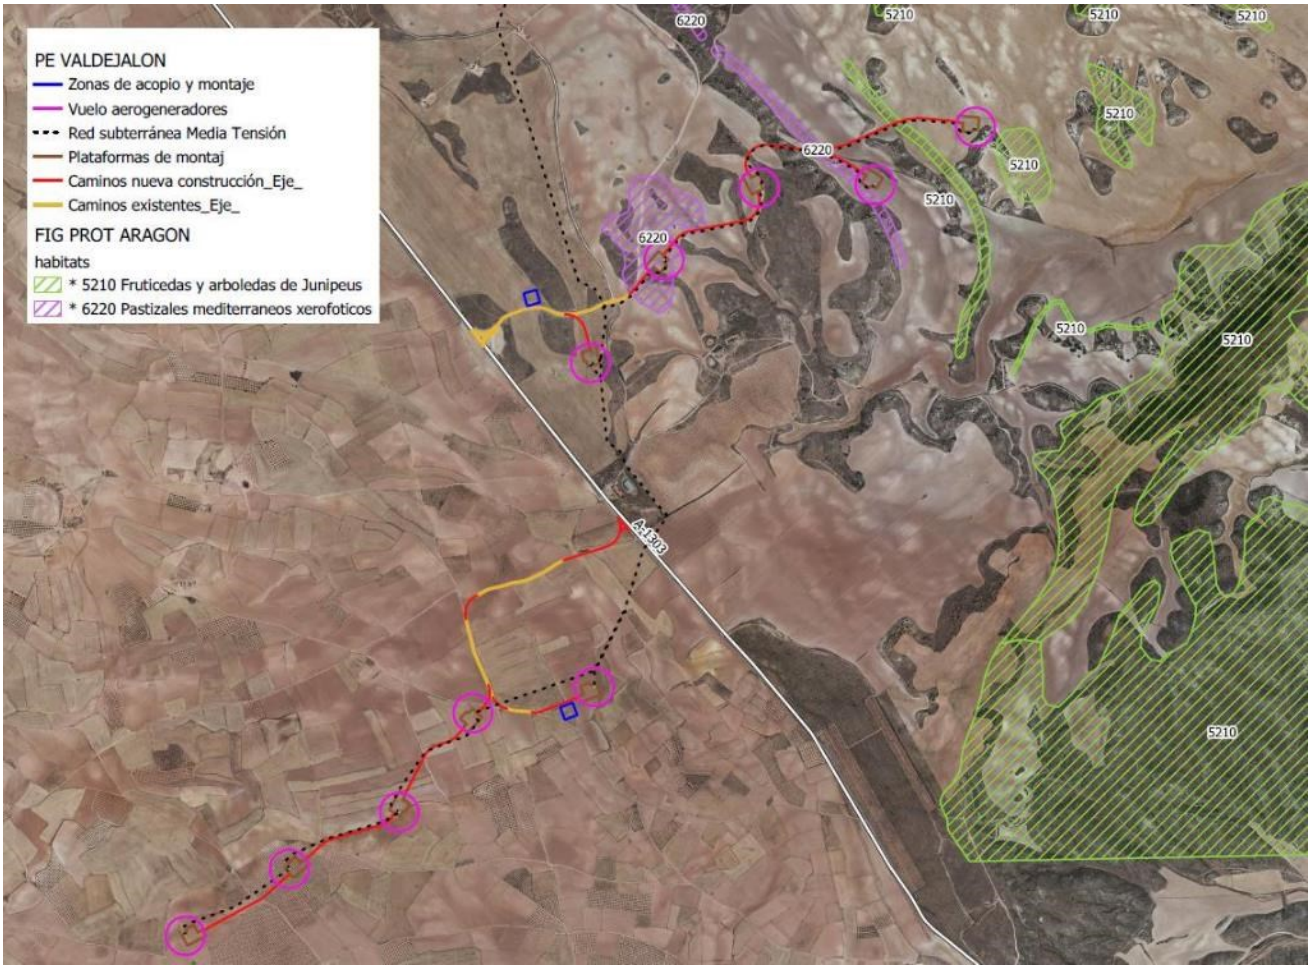 PE VALDEJALON
Zonas de acopio y montaje
Vuelo aerogeneradores
Red subterránea Media Tensión
Plataformas de montaj
Caminos nueva construcción_Eje_
Caminos existentes_Eje_
FIG PROT ARAGON
habitats
* 5210 Fruticedas y arboledas de Junipeus
* 6220 Pastizales mediterraneos xerofoticos
6220
5210
5210
5210
5210
6220
5210
5210
6220
5210
5210
A-1303
5210